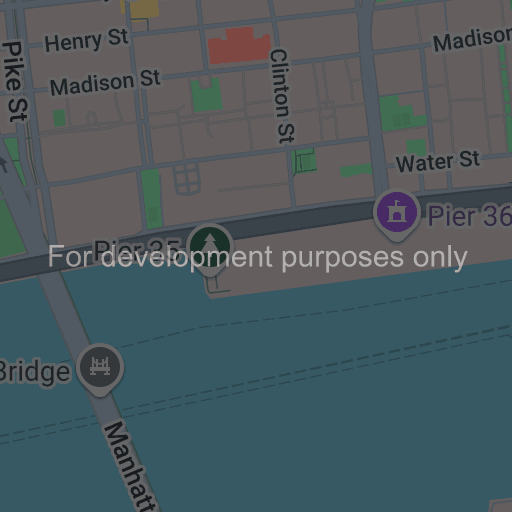 Henry St
Madison
Madison St
Pike St
Clinton St
Water St
Pier 36
Pier 35
For development purposes only
Bridge
Manhatt